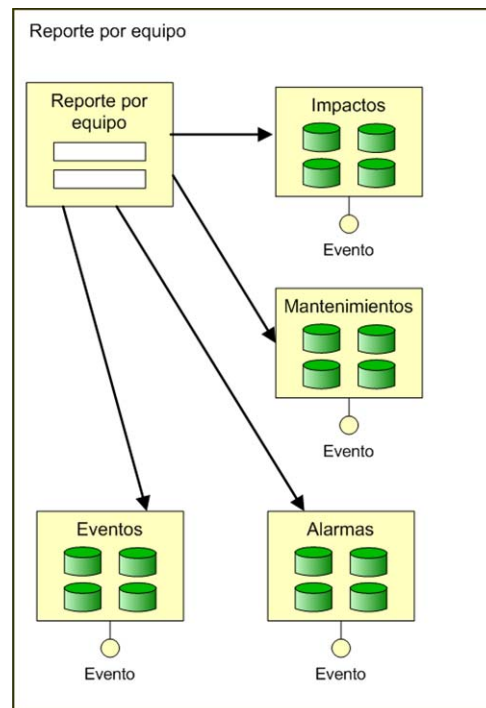 Reporte por equipo
Reporte por
equipo
Impactos
Evento
Mantenimientos
Evento
Eventos
Evento
Alarmas
Evento